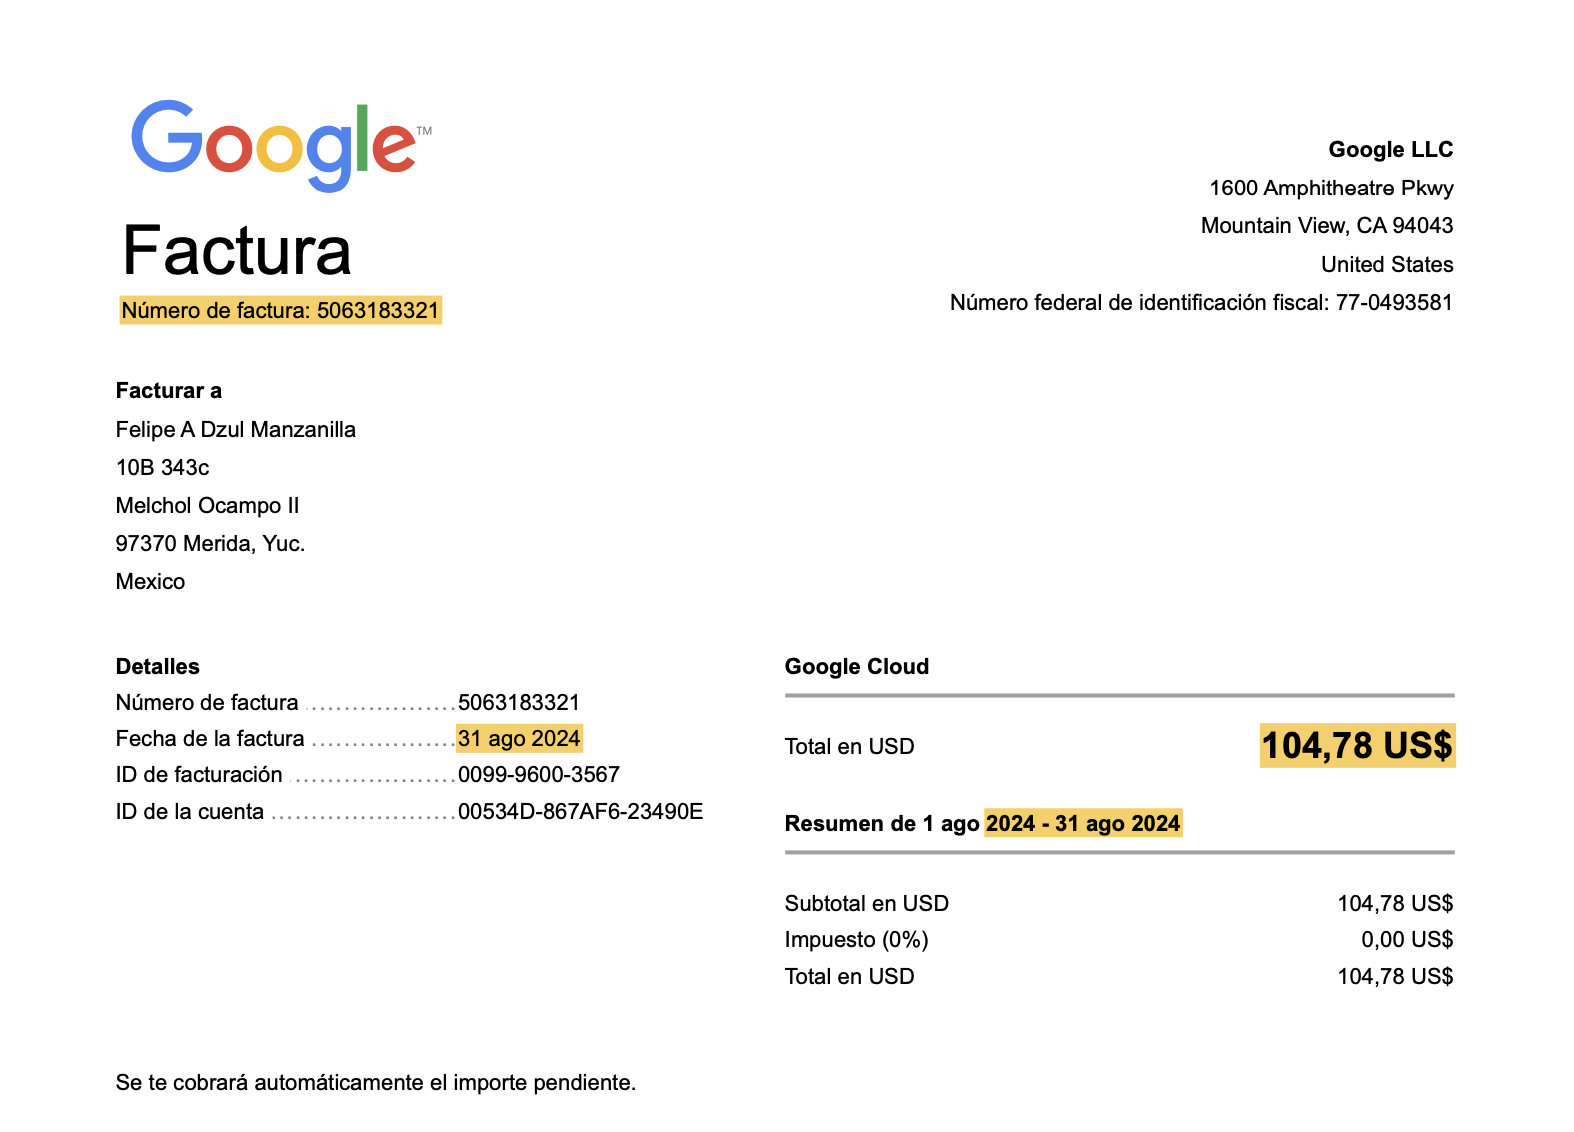 Google™
Factura
Número de factura: 5063183321
Google LLC
1600 Amphitheatre Pkwy
Mountain View, CA 94043
United States
Número federal de identificación fiscal: 77-0493581
Facturar a
Felipe A Dzul Manzanilla
10B 343c
Melchol Ocampo II
97370 Merida, Yuc.
Mexico
Detalles
Número de factura ................... 5063183321
Fecha de la factura .................. 31 ago 2024
ID de facturación ..................... 0099-9600-3567
ID de la cuenta ....................... 00534D-867AF6-23490E
Google Cloud
Total en USD 104,78 US$
Resumen de 1 ago 2024 - 31 ago 2024
Subtotal en USD 104,78 US$
Impuesto (0%) 0,00 US$
Total en USD 104,78 US$
Se te cobrará automáticamente el importe pendiente.